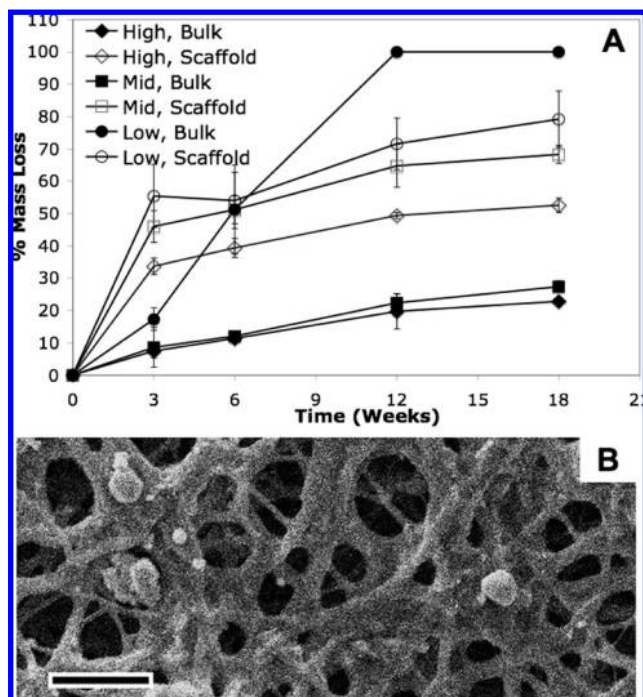 110
100
90
80
70
60
50
40
30
20
10
0
% Mass Loss
High, Bulk
High, Scaffold
Mid, Bulk
Mid, Scaffold
Low, Bulk
Low, Scaffold
A
0 3 6 9 12 15 18 21
Time (Weeks)
B